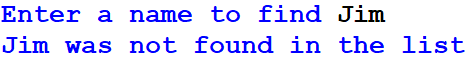 Enter a name to find Jim
Jim was not found in the list